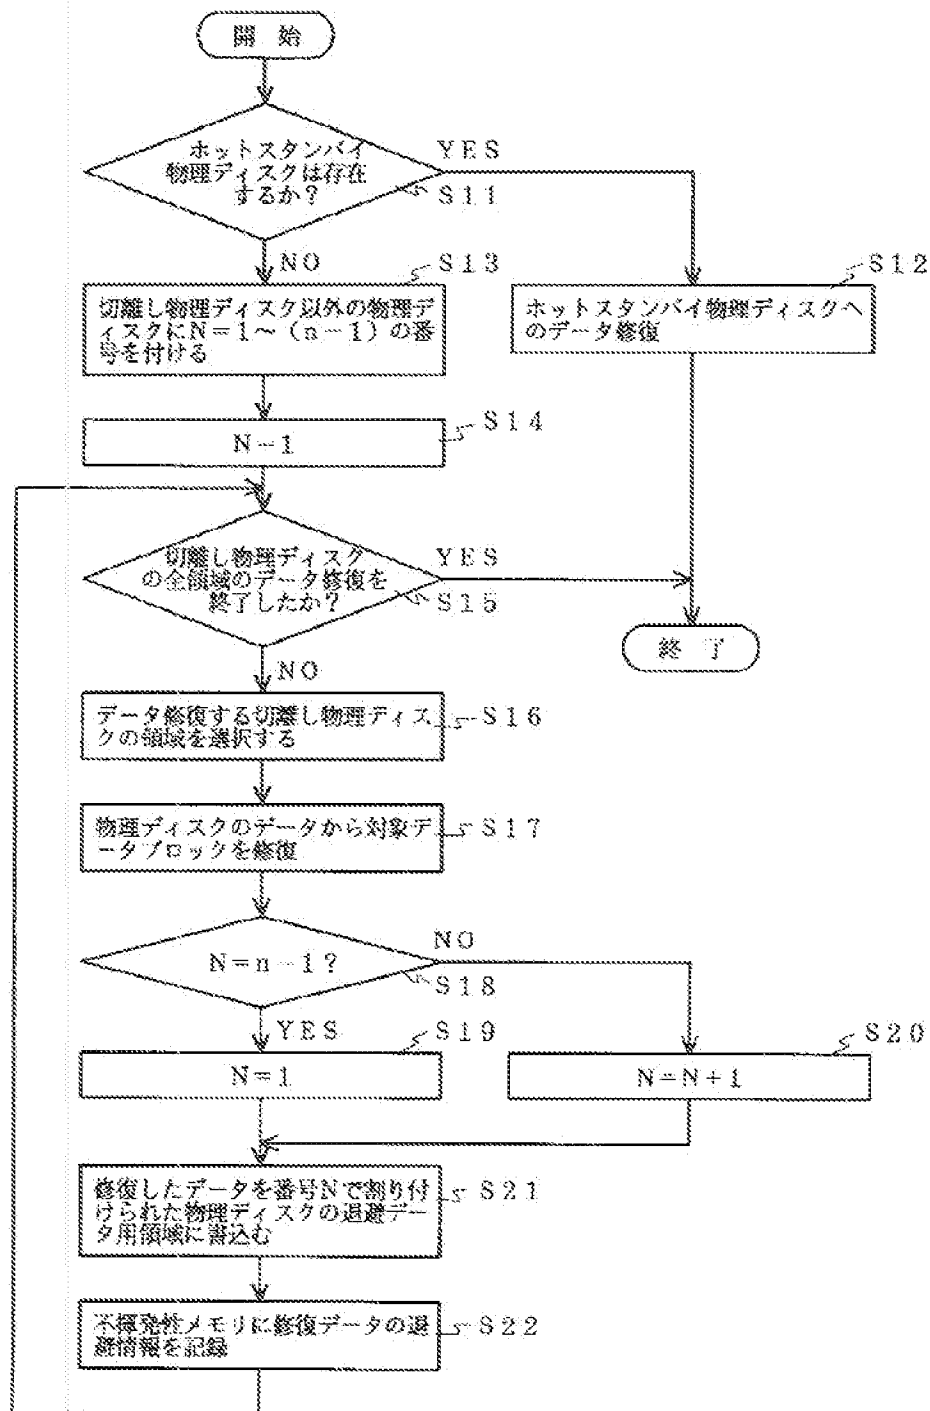 開 始
ホットスタンバイ
物理ディスクは存在
するか?
YES
S11
NO
S13
S12
切離し物理ディスク以外の物理デ
ィスクにN=1~(n-1)の番
号を付ける
ホットスタンバイ物理ディスクへ
のデータ修復
S14
N-1
切離し物理ディスク
の全領域のデータ修復を
終了したか?
YES
S15
終 了
NO
データ修復する切離し物理ディス
クの領域を選択する
S16
物理ディスクのデータから対象デ
ータブロックを修復
S17
N=n-1?
NO
S18
YES
S19
S20
N=1
N=N+1
修復したデータを番号Nで割り付
けられた物理ディスクの退避デー
タ用領域に書込む
S21
不揮発性メモリに修復データの退
避情報を記録
S22